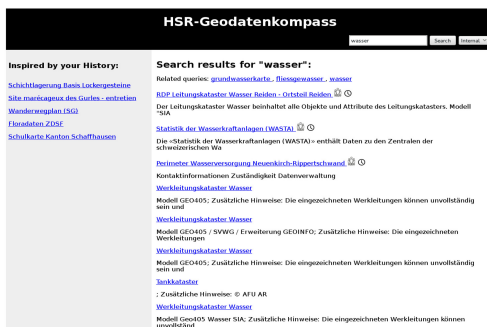 HSR-Geodatenkompass
wasser
Search
Internal
Inspired by your History:
Schichtlagerung Basis Lockergesteine
Site marécageux des Gurles - entretien
Wanderwegplan (SG)
Floradaten ZDSF
Schulkarte Kanton Schaffhausen
Search results for "wasser":
Related queries: grundwasserkarte , fliessgewasser , wasser
RDP Leitungskataster Wasser Reiden - Ortsteil Reiden
Der Leitungskataster Wasser beinhaltet alle Objekte und Attribute des Leitungskatasters. Modell
"SIA
Statistik der Wasserkraftanlagen (WASTA)
Die «Statistik der Wasserkraftanlagen (WASTA)» enthält Daten zu den Zentralen der
schweizerischen Wa
Perimeter Wasserversorgung Neuenkirch-Rippertschwand
Kontaktinformationen Zuständigkeit Datenverwaltung
Werkleitungskataster Wasser
Modell GEO405; Zusätzliche Hinweise: Die eingezeichneten Werkleitungen können unvollständig
sein und
Werkleitungskataster Wasser
Modell GEO405 / SVWG / Erweiterung GEOINFO; Zusätzliche Hinweise: Die eingezeichneten
Werkleitungen
Werkleitungskataster Wasser
Modell GEO405; Zusätzliche Hinweise: Die eingezeichneten Werkleitungen können unvollständig
sein und
Tankkataster
; Zusätzliche Hinweise: © AFU AR
Werkleitungskataster Wasser
Modell Geo405 Wasser SIA; Zusätzliche Hinweise: Die eingezeichneten Werkleitungen können
unvollständ